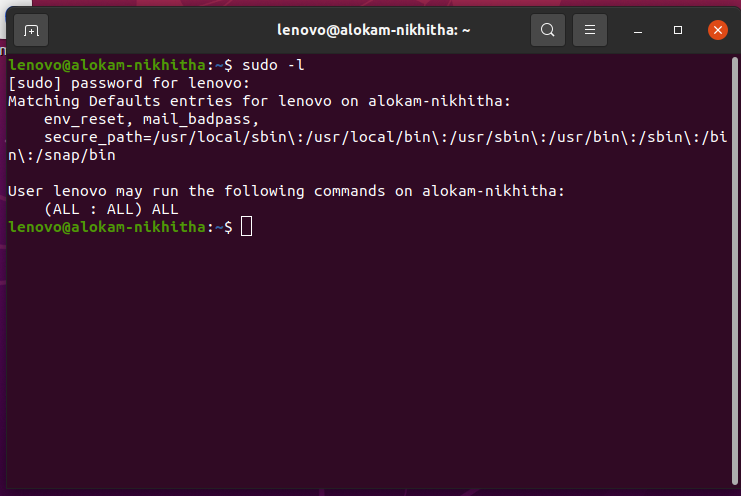 lenovo@alokam-nikhitha: ~
lenovo@alokam-nikhitha:~$ sudo -l
[sudo] password for lenovo:
Matching Defaults entries for lenovo on alokam-nikhitha:
    env_reset, mail_badpass,
    secure_path=/usr/local/sbin\:/usr/local/bin\:/usr/sbin\:/usr/bin\:/sbin\:/bi
n\:/snap/bin

User lenovo may run the following commands on alokam-nikhitha:
    (ALL : ALL) ALL
lenovo@alokam-nikhitha:~$